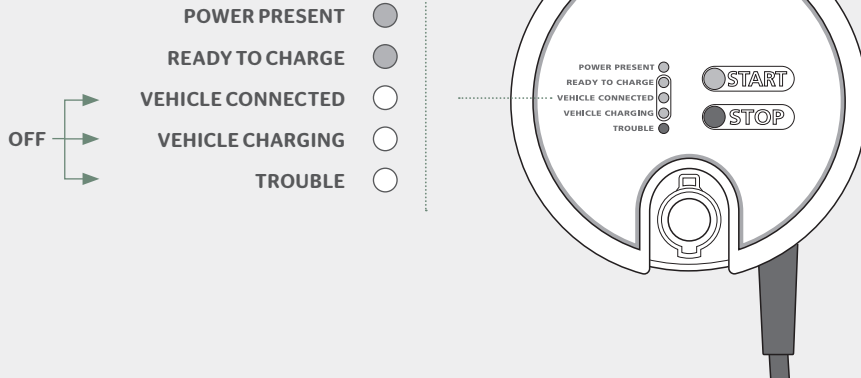 POWER PRESENT
READY TO CHARGE
VEHICLE CONNECTED
OFF
VEHICLE CHARGING
TROUBLE
POWER PRESENT
READY TO CHARGE
VEHICLE CONNECTED
VEHICLE CHARGING
TROUBLE
START
STOP